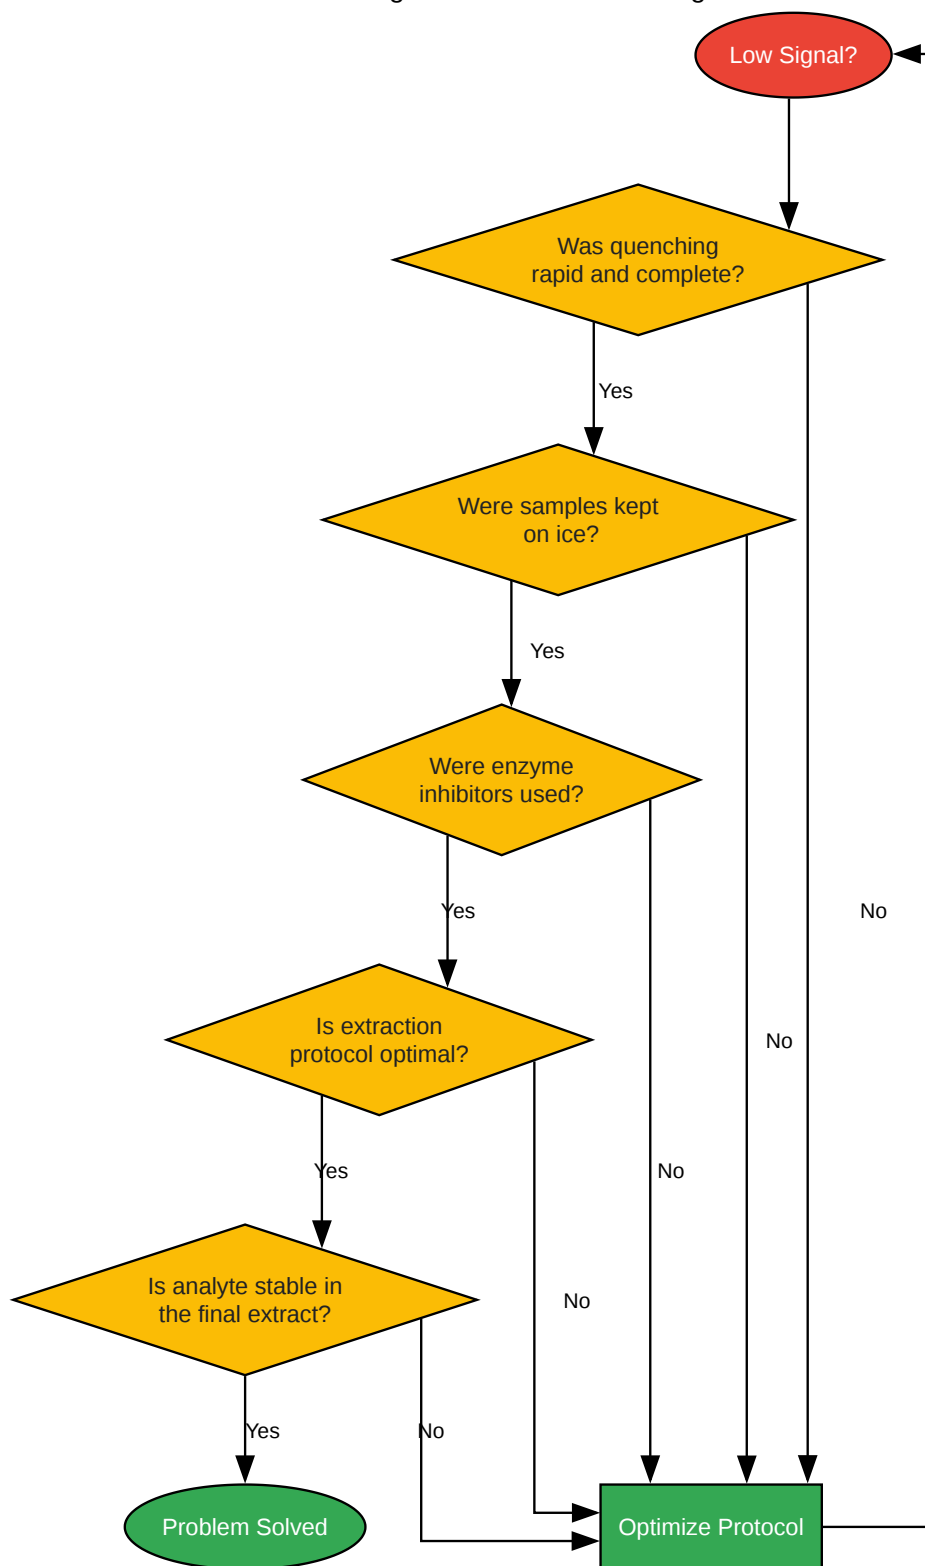 Low Signal?
Was quenching
rapid and complete?
Yes
Were samples kept
on ice?
Yes
Were enzyme
inhibitors used?
Yes
No
Is extraction
protocol optimal?
No
Yes
No
Is analyte stable in
the final extract?
No
Yes
No
Problem Solved
Optimize Protocol